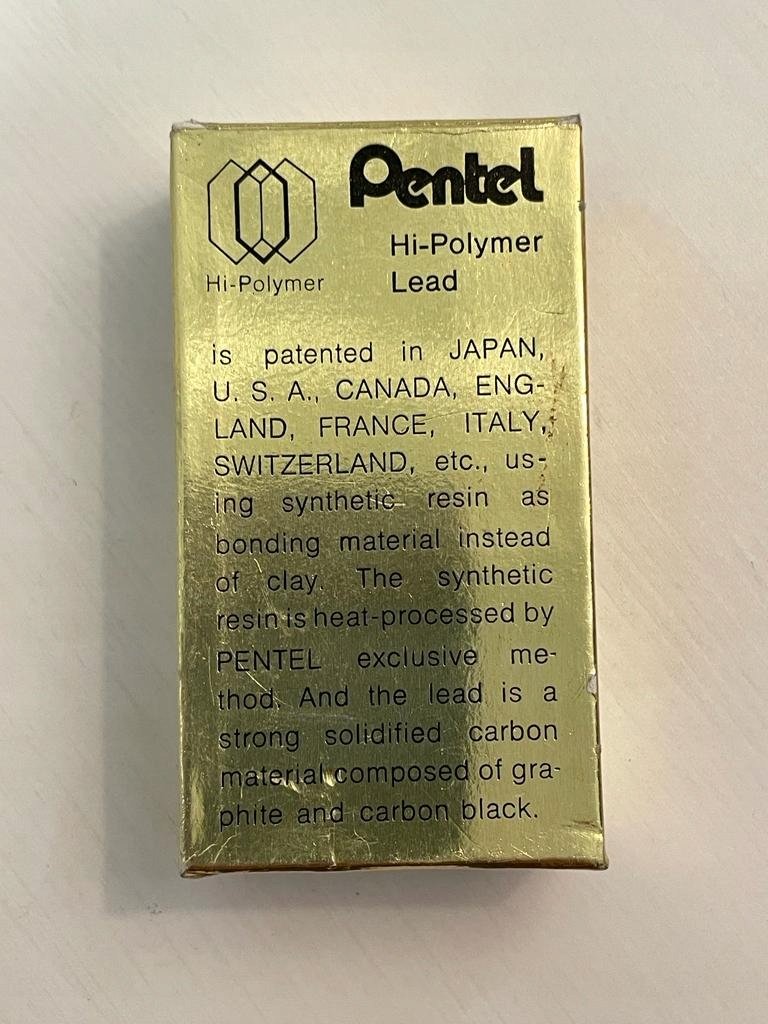 Pentel
Hi-Polymer
Hi-Polymer
Lead
is patented in JAPAN,
U. S. A., CANADA, ENG-
LAND, FRANCE, ITALY,
SWITZERLAND, etc., us-
ing synthetic resin as
bonding material instead
of clay. The synthetic
resin is heat-processed by
PENTEL exclusive me-
thod. And the lead is a
strong solidified carbon
material composed of gra-
phite and carbon black.